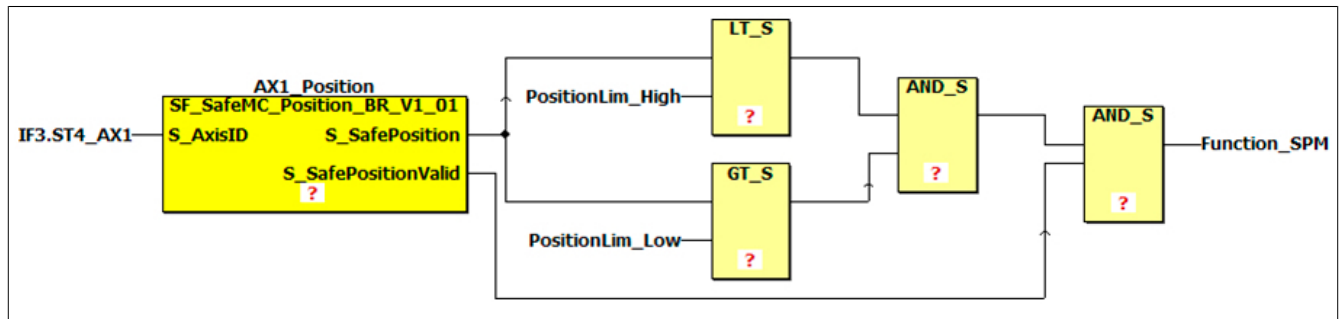 LT_S
AX1_Position
SF_SafeMC_Position_BR_V1_01
PositionLim_High
AND_S
AND_S
IF3.ST4_AX1
S_AxisID
S_SafePosition
?
Function_SPM
S_SafePositionValid
GT_S
?
?
?
PositionLim_Low
?